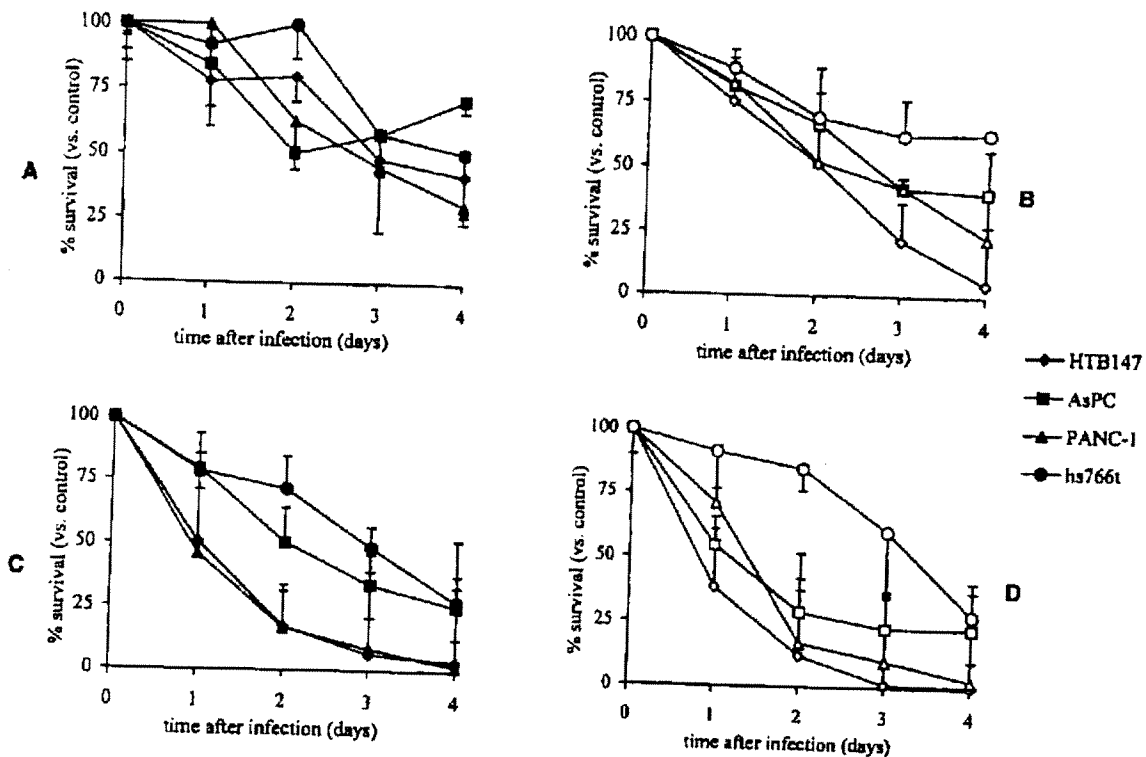 A
% survival (vs. control)
100
75
50
25
0
0 1 2 3 4
time after infection (days)
B
% survival (vs. control)
100
75
50
25
0
0 1 2 3 4
time after infection (days)
HTB147
AsPC
PANC-1
hs766t
C
% survival (vs. control)
100
75
50
25
0
0 1 2 3 4
time after infection (days)
D
% survival (vs. control)
100
75
50
25
0
0 1 2 3 4
time after infection (days)